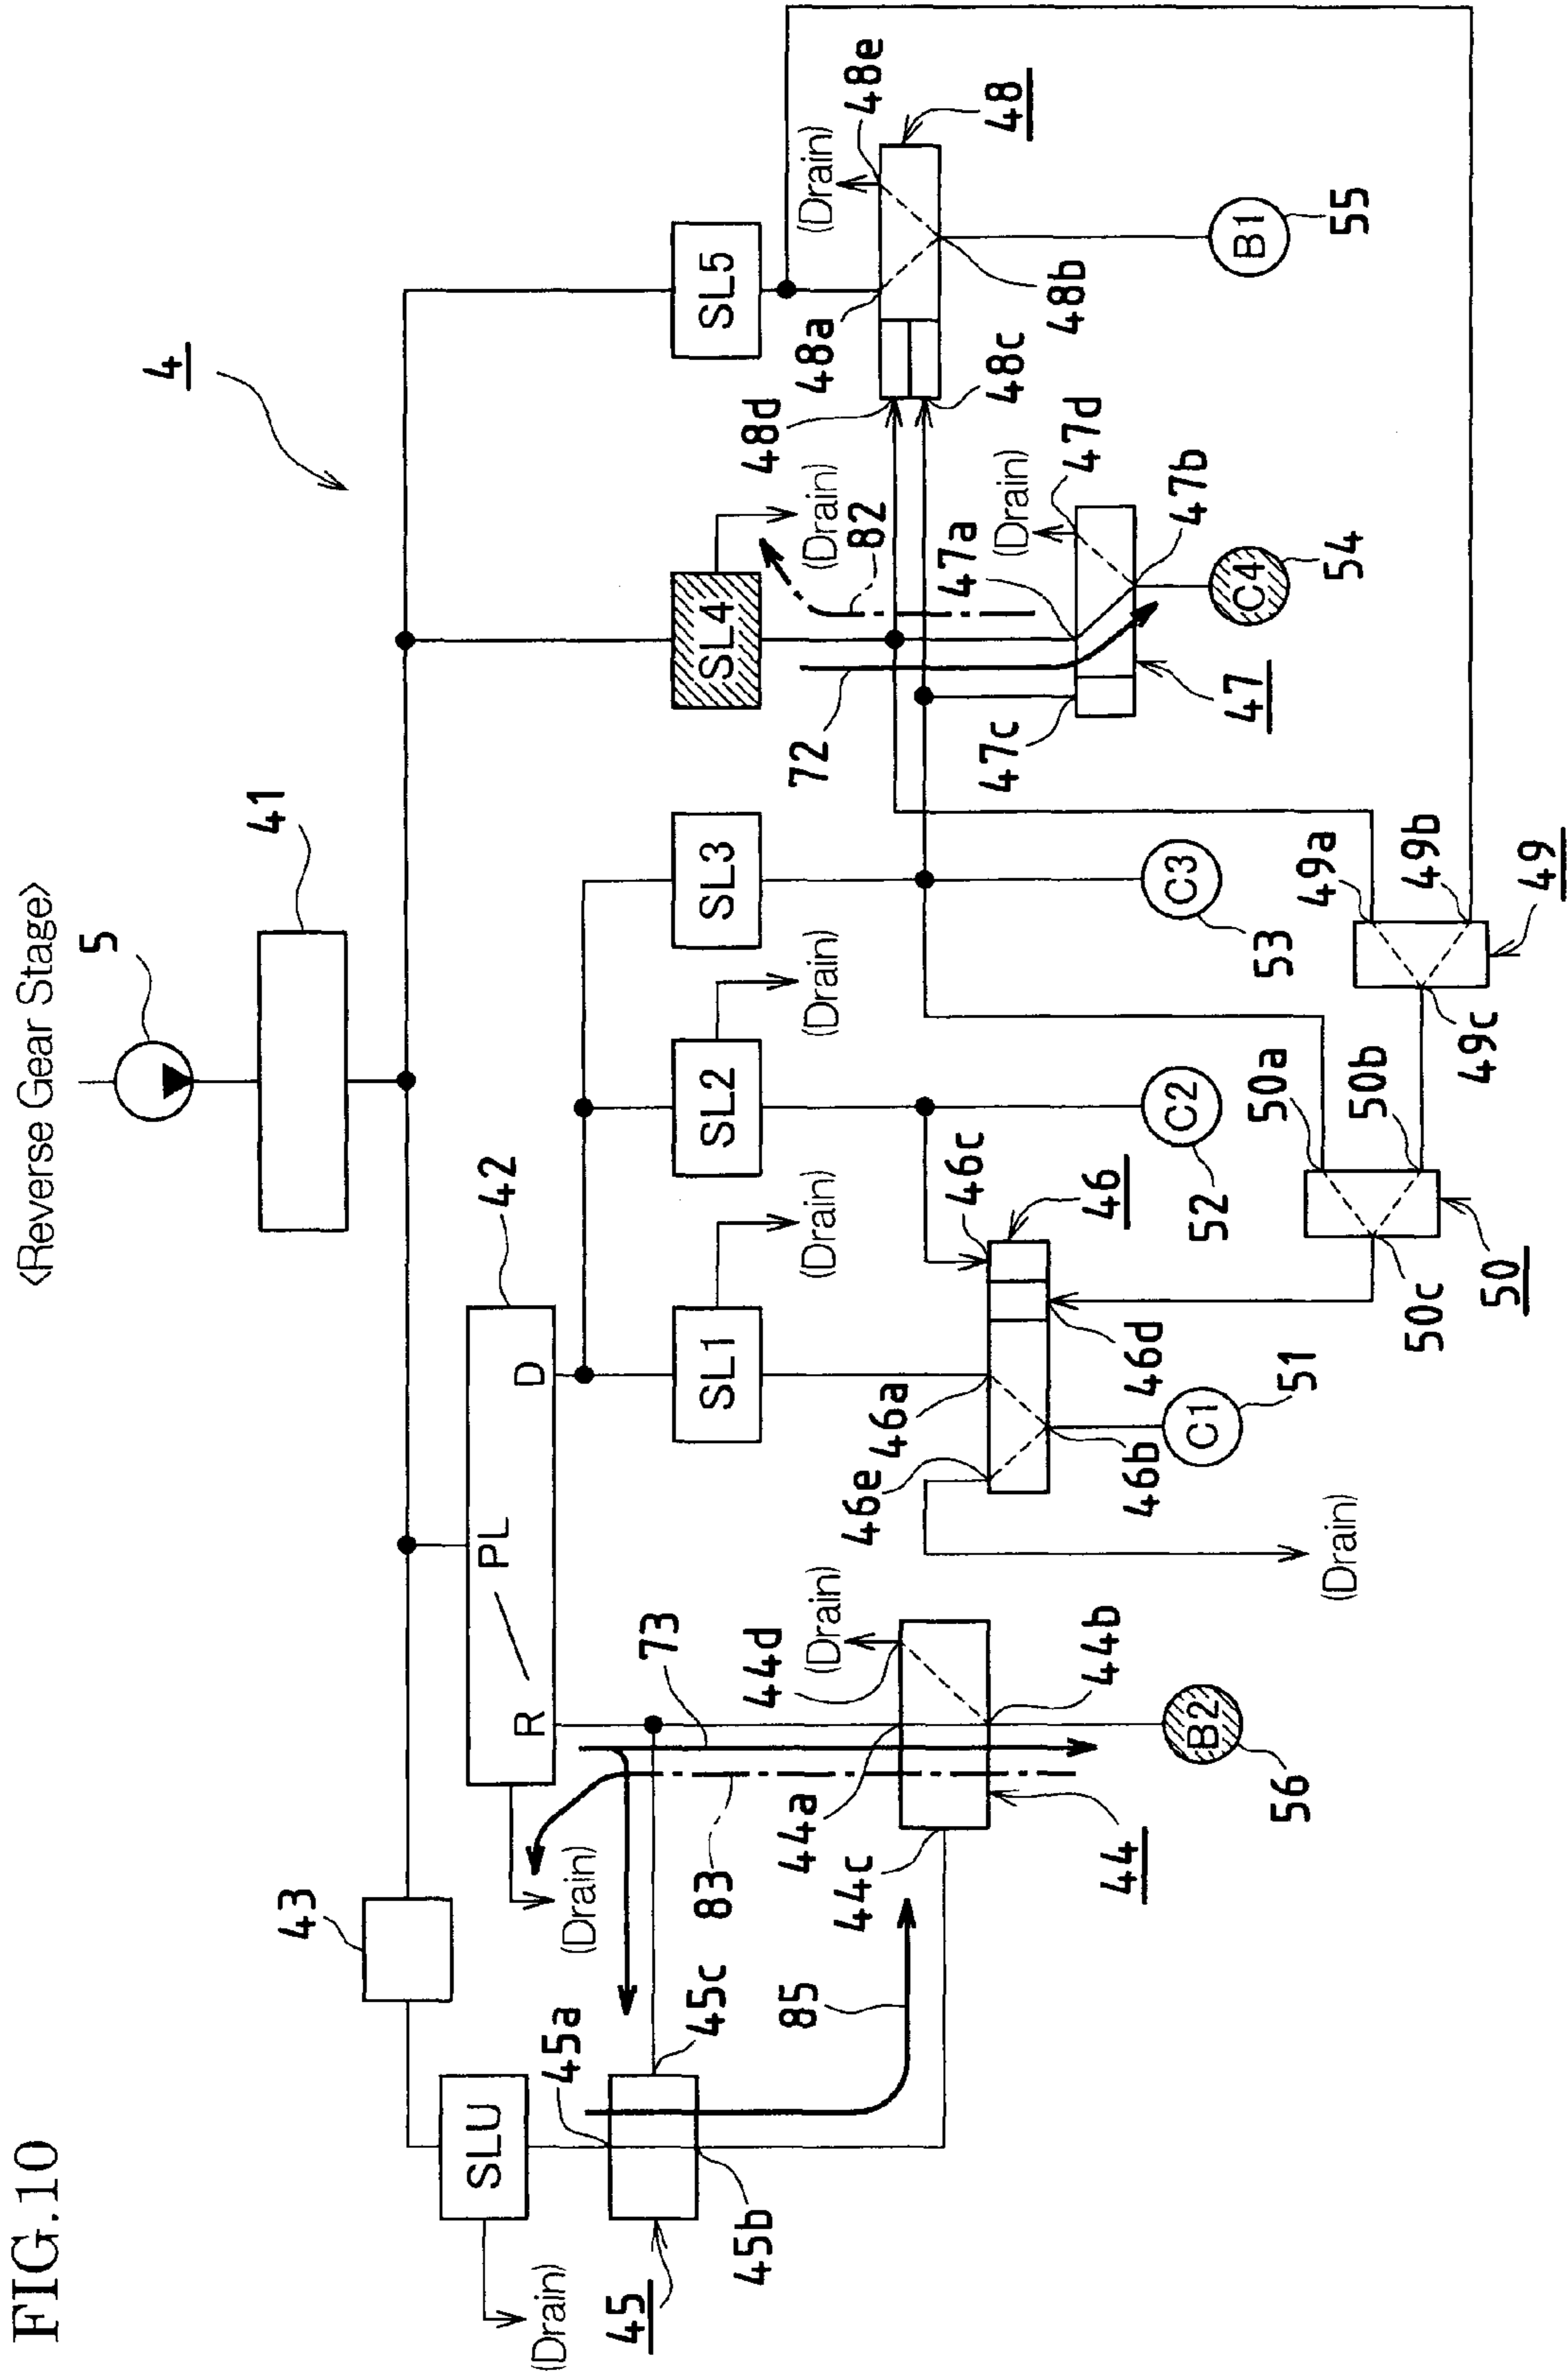 FIG.10
<Reverse Gear Stage>
5
41
4
43
42
PL
R
D
SLU
SL1
SL2
SL3
SL4
SL5
(Drain)
(Drain)
(Drain)
(Drain)
(Drain)
(Drain)
(Drain)
(Drain)
(Drain)
45a
45c
45b
45
85
83
73
44d
44a
44c
44b
44
B2
56
46e
46a
46c
46
46d
46b
C1
51
C2
52
C3
53
50a
50b
50c
50
49a
49b
49c
49
72
82
47a
47c
47d
47b
47
C4
54
48d
48a
48c
48e
48b
48
B1
55